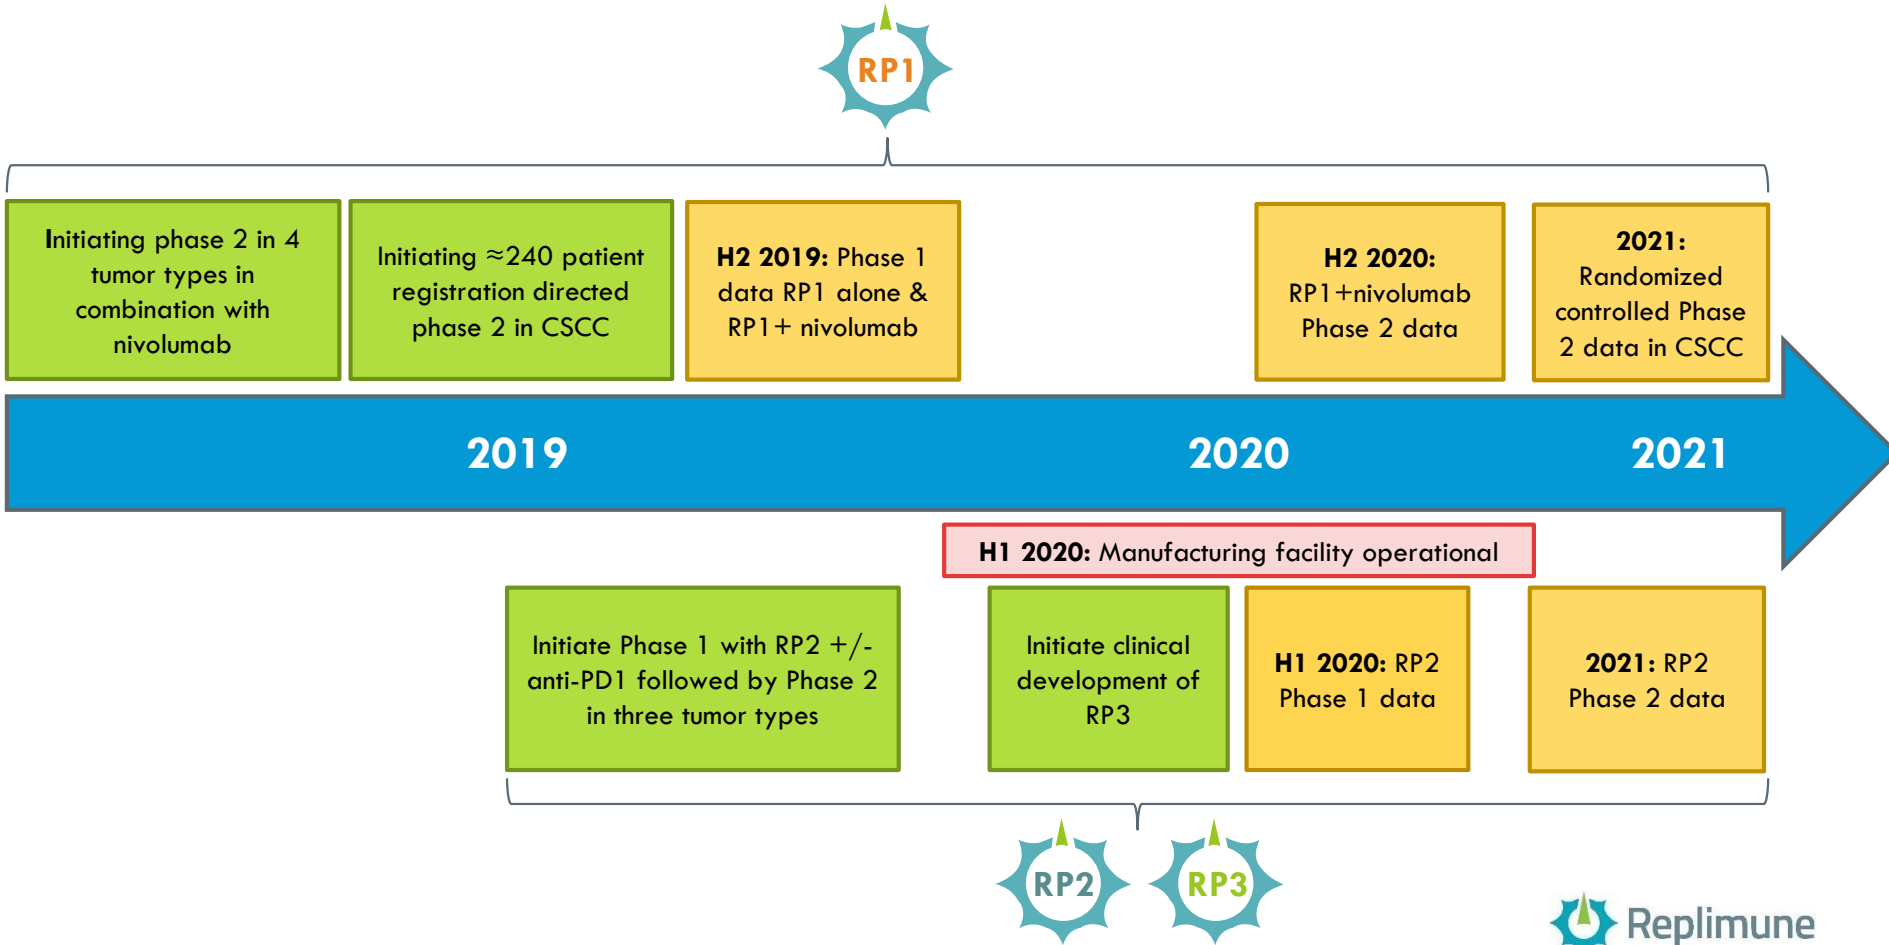 RP1
Initiating phase 2 in 4
tumor types in
combination with
nivolumab
Initiating ≈240 patient
registration directed
phase 2 in CSCC
H2 2019: Phase 1
data RP1 alone &
RP1+ nivolumab
H2 2020:
RP1+nivolumab
Phase 2 data
2021:
Randomized
controlled Phase
2 data in CSCC
2019
2020
2021
H1 2020: Manufacturing facility operational
Initiate Phase 1 with RP2 +/-
anti-PD1 followed by Phase 2
in three tumor types
Initiate clinical
development of
RP3
H1 2020: RP2
Phase 1 data
2021: RP2
Phase 2 data
RP2
RP3
Replimune